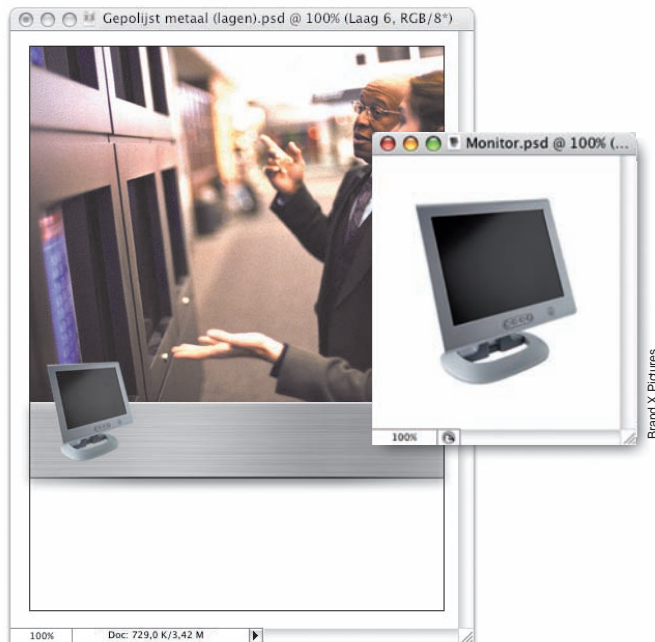 Gepolijst metaal (lagen).psd @ 100% (Laag 6, RGB/8*)
Monitor.psd @ 100% (...
100%
Brand X Pictures
100%
Doc: 729,0 K/3,42 M